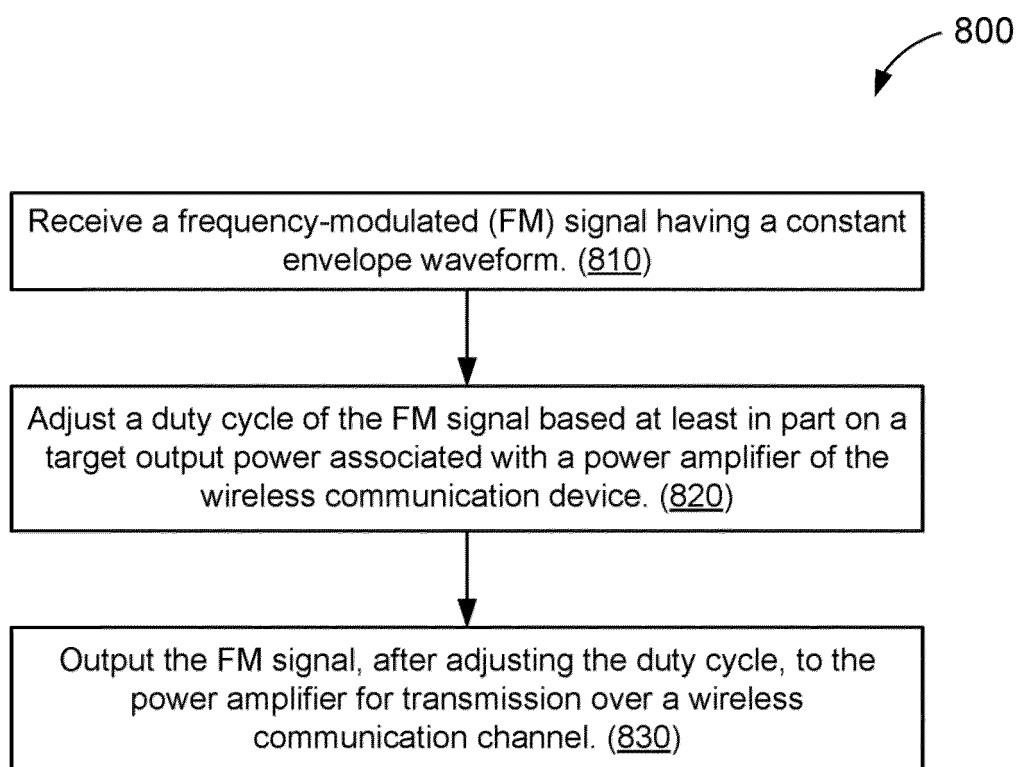 800
Receive a frequency-modulated (FM) signal having a constant
envelope waveform. (810)
Adjust a duty cycle of the FM signal based at least in part on a
target output power associated with a power amplifier of the
wireless communication device. (820)
Output the FM signal, after adjusting the duty cycle, to the
power amplifier for transmission over a wireless
communication channel. (830)